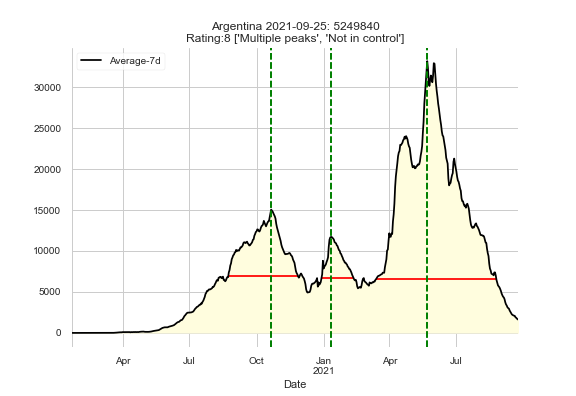 Argentina 2021-09-25: 5249840
Rating:8 ['Multiple peaks', 'Not in control']
Average-7d
30000
25000
20000
15000
10000
5000
0
Apr Jul Oct Jan Apr Jul
2021
Date